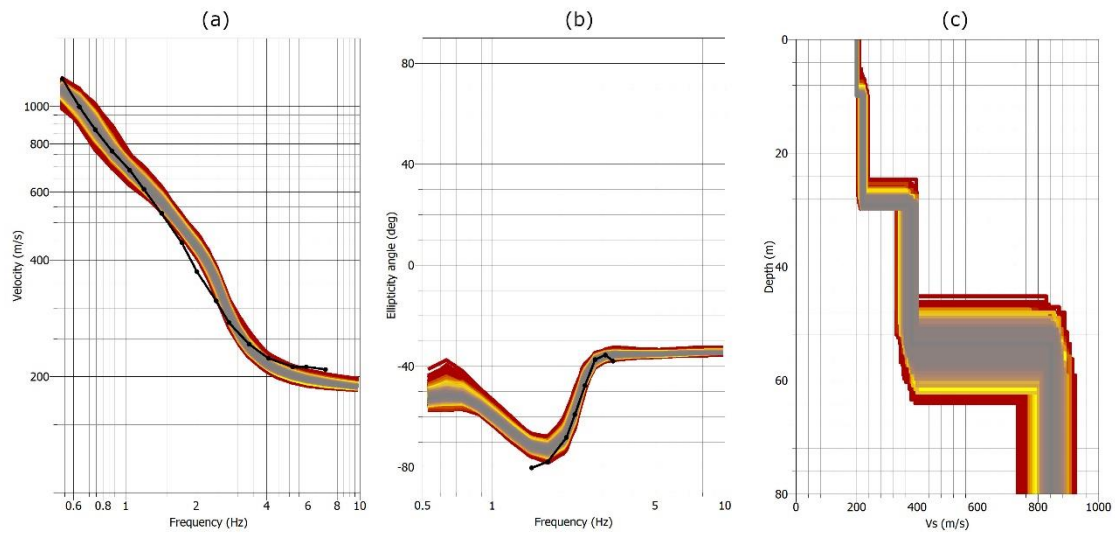 (a)
1000
800
600
400
200
Velocity (m/s)
0.6 0.8 1 2 4 6 8 10
Frequency (Hz)
(b)
80
40
0
-40
-80
Ellipticity angle (deg)
0.5 1 5 10
Frequency (Hz)
(c)
0
20
40
60
80
Depth (m)
0 200 400 600 800 1000
Vs (m/s)